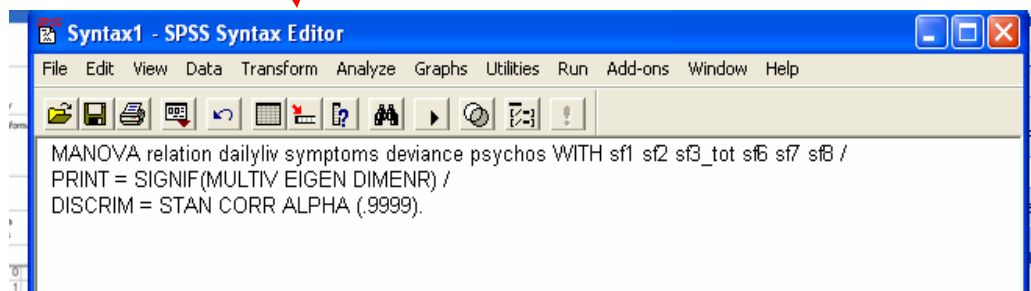 Syntax1 - SPSS Syntax Editor
File Edit View Data Transform Analyze Graphs Utilities Run Add-ons Window Help
MANOVA relation dailyliv symptoms deviance psychos WITH sf1 sf2 sf3_tot sf6 sf7 sf8 /
PRINT = SIGNIF(MULTIV EIGEN DIMENR) /
DISCRIM = STAN CORR ALPHA (.9999).
0
1